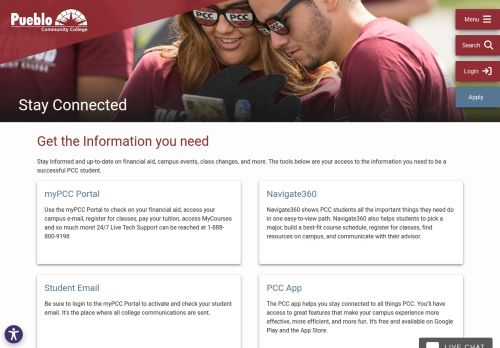 Pueblo
Community College
PCC
PCC
Menu
Search
Login
Apply
Stay Connected
Get the Information you need
Stay informed and up-to-date on financial aid, campus events, class changes, and more. The tools below are your access to the information you need to be a
successful PCC student.
myPCC Portal
Use the myPCC Portal to check on your financial aid, access your
campus e-mail, register for classes, pay your tuition, access MyCourses
and so much more! 24/7 Live Tech Support can be reached at 1-888-
800-9198.
Navigate360
Navigate360 shows PCC students all the important things they need do
in one easy-to-view path. Navigate360 also helps students to pick a
major, build a best-fit course schedule, register for classes, find
resources on campus, and communicate with their advisor.
Student Email
Be sure to login to the myPCC Portal to activate and check your student
email. It's the place where all college communications are sent.
PCC App
The PCC app helps you stay connected to all things PCC. You'll have
access to great features that make your campus experience more
effective, more efficient, and more fun. It's free and available on Google
Play and the App Store.
LIVE CHAT